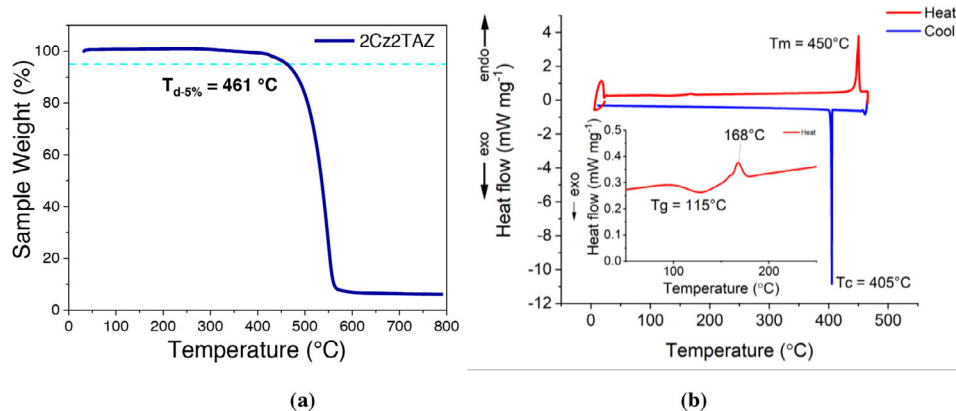 2Cz2TAZ
T_d-5% = 461 °C
100
80
60
40
20
0
Sample Weight (%)
0 100 200 300 400 500 600 700 800
Temperature (°C)
(a)
Heat
Cool
Tm = 450°C
endo
exo
Heat flow (mW mg⁻¹)
4
2
0
-2
-4
-6
-8
-10
-12
Heat
168°C
Tg = 115°C
exo
Heat flow (mW mg⁻¹)
0.5
0.4
0.3
0.2
0.1
0.0
100 200
Temperature (°C)
Tc = 405°C
0 100 200 300 400 500
Temperature (°C)
(b)